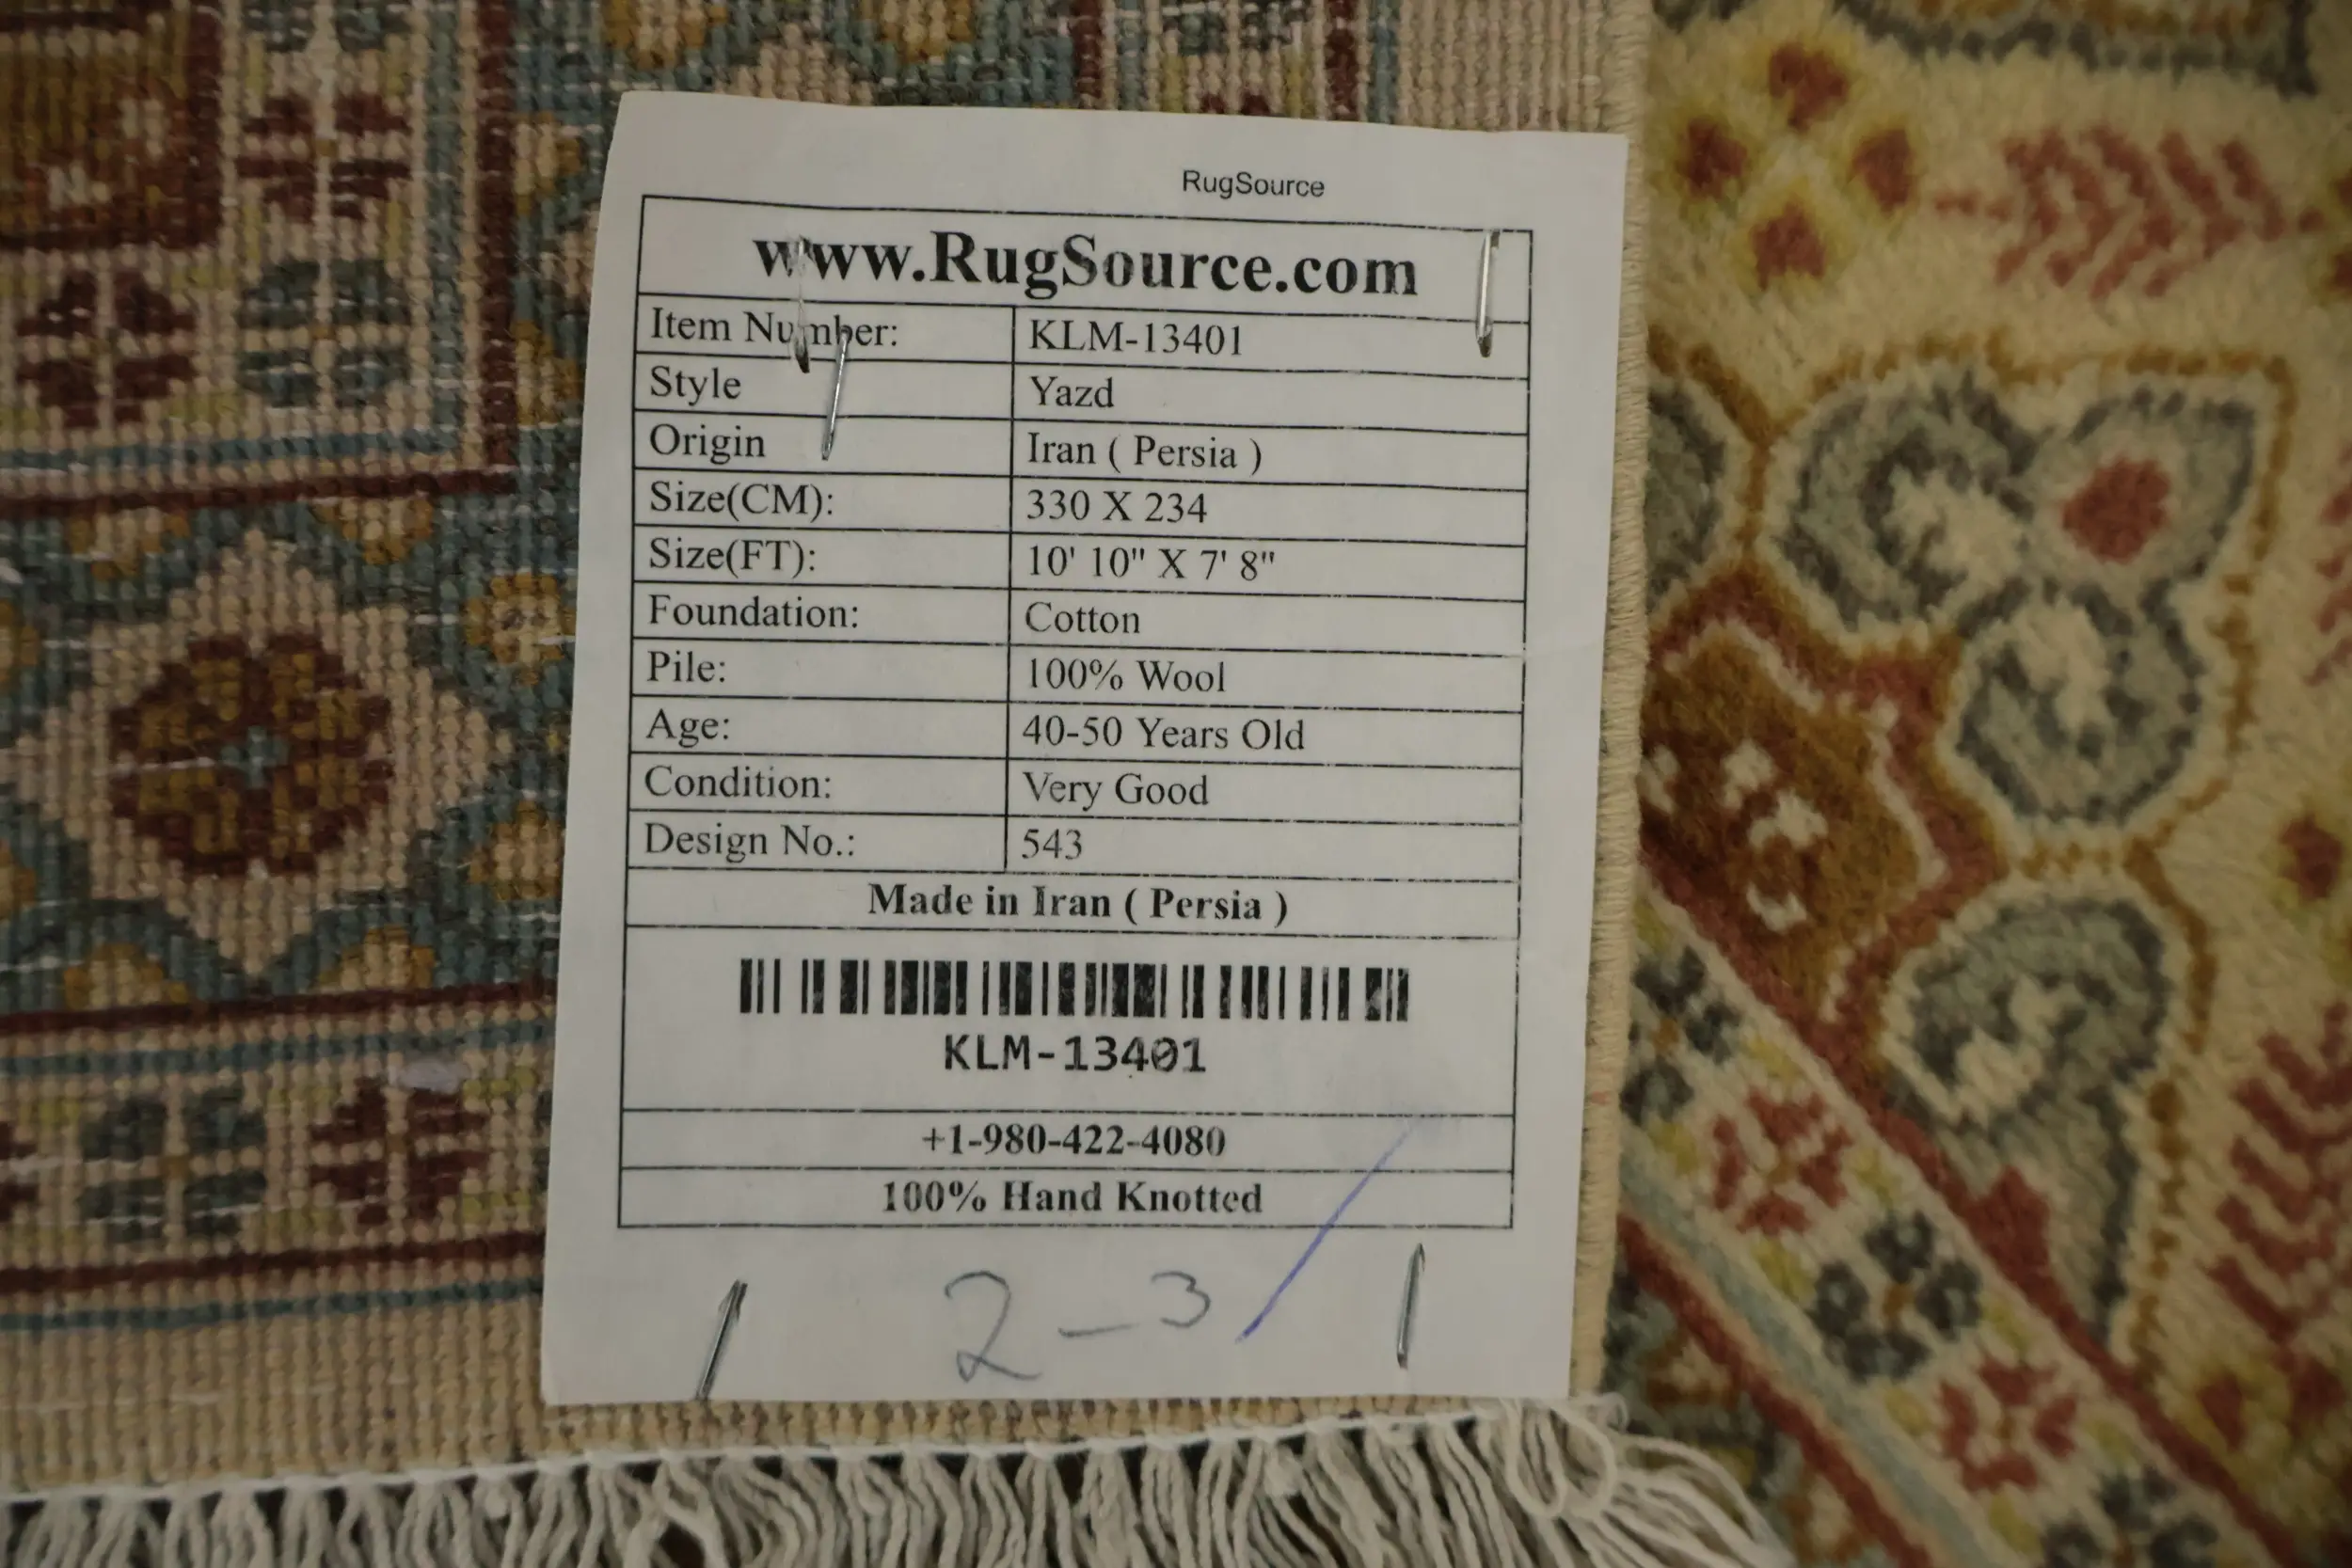 RugSource
www.RugSource.com
Item Number: KLM-13401
Style Yazd
Origin Iran ( Persia )
Size(CM): 330 X 234
Size(FT): 10' 10" X 7' 8"
Foundation: Cotton
Pile: 100% Wool
Age: 40-50 Years Old
Condition: Very Good
Design No.: 543
Made in Iran ( Persia )
KLM-13401
+1-980-422-4080
100% Hand Knotted
2-3/